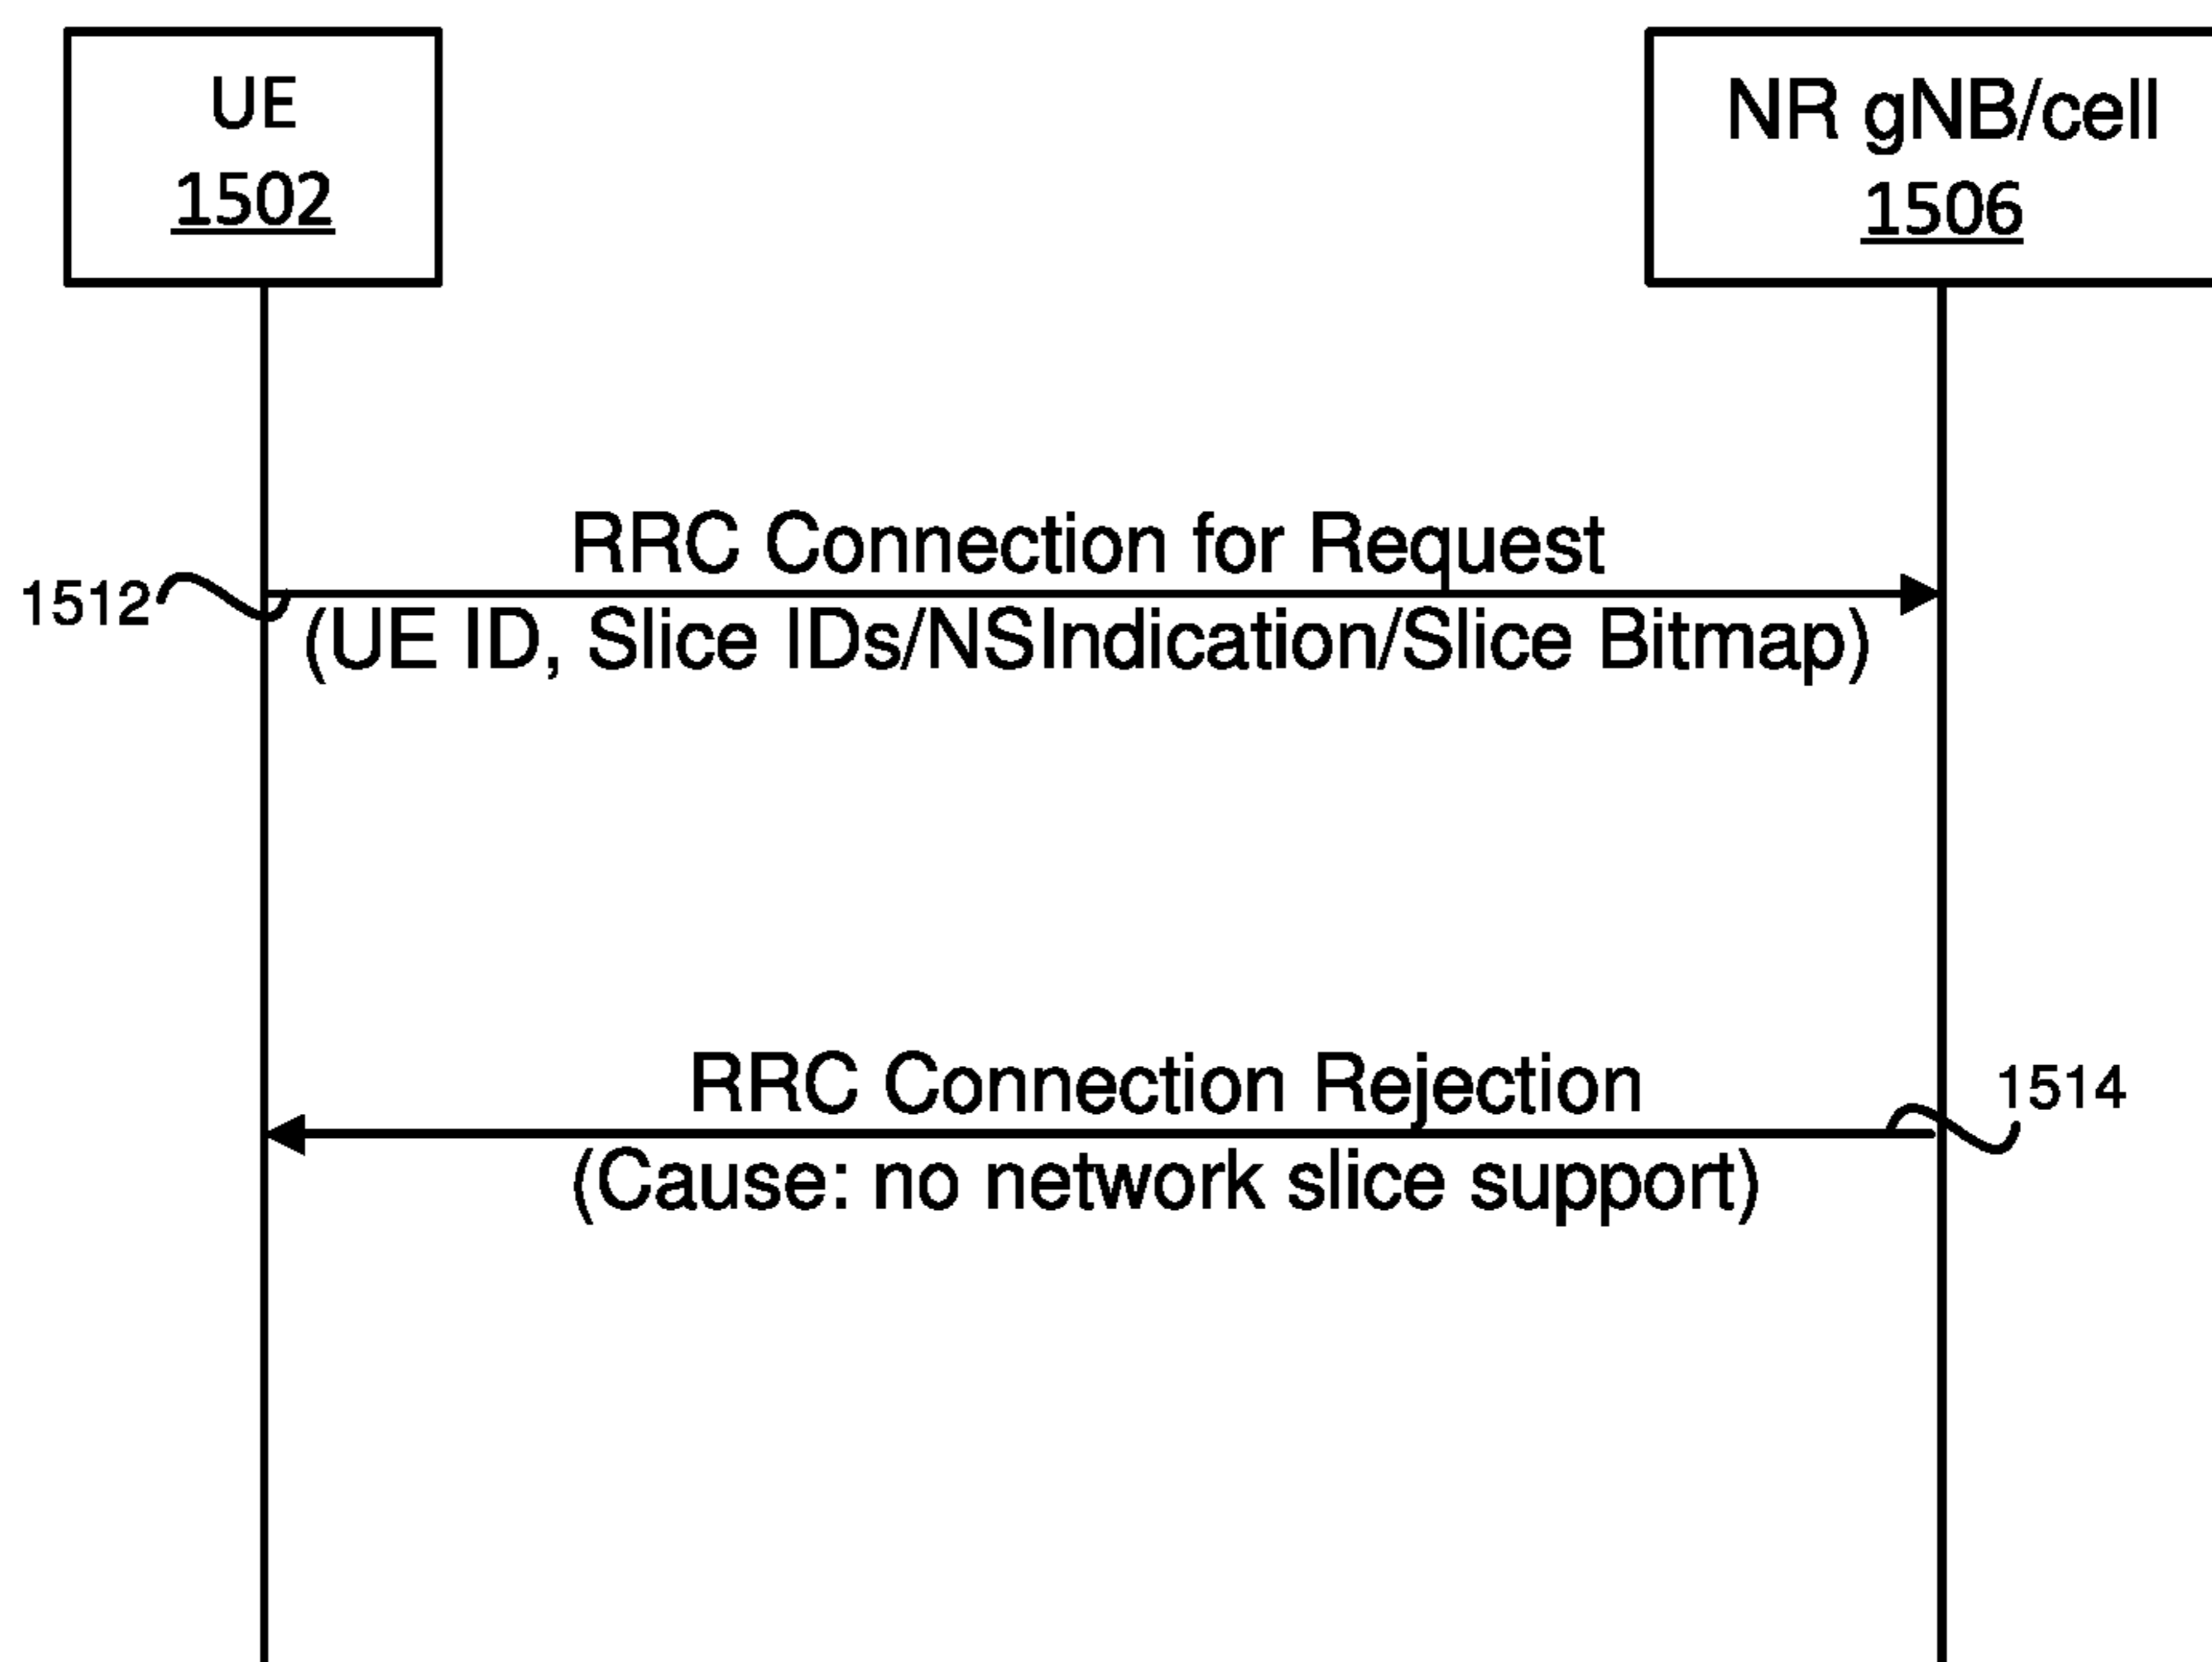 UE
1502
NR gNB/cell
1506
RRC Connection for Request
1512
(UE ID, Slice IDs/NSIndication/Slice Bitmap)
RRC Connection Rejection
1514
(Cause: no network slice support)